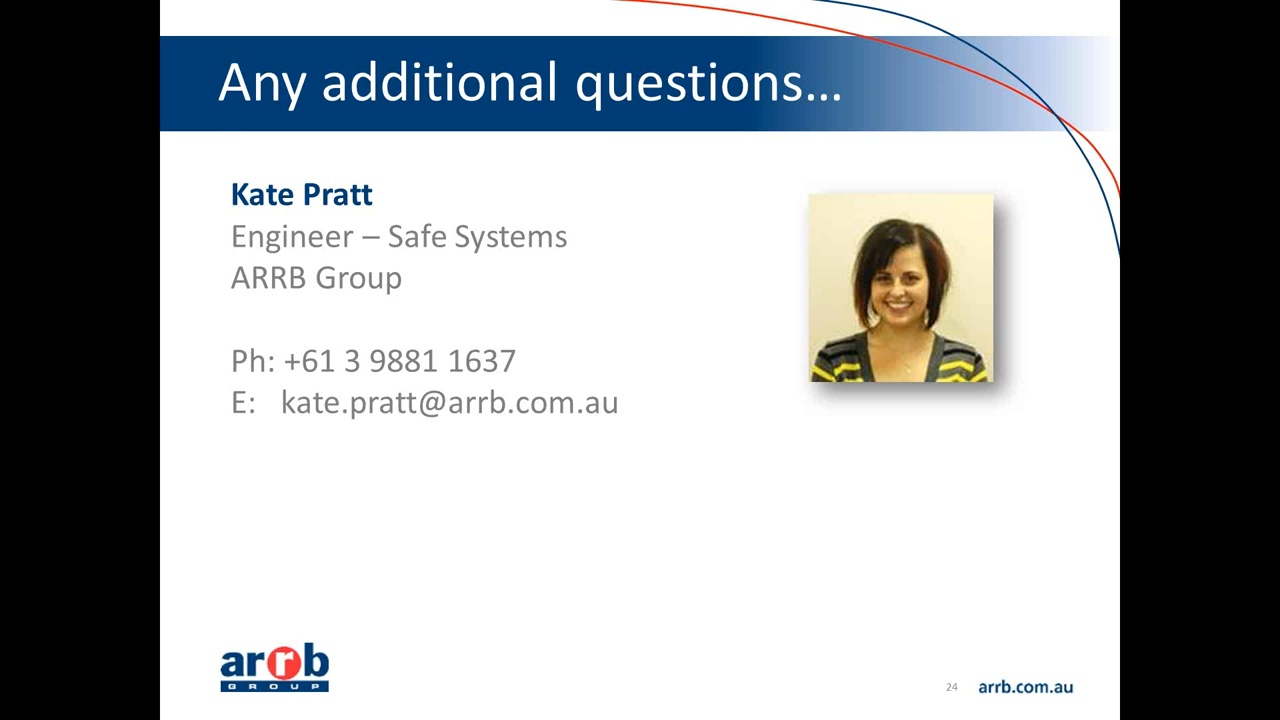 Any additional questions...
Kate Pratt
Engineer – Safe Systems
ARRB Group
Ph: +61 3 9881 1637
E: kate.pratt@arrb.com.au
arrb
GROUP
24 arrb.com.au